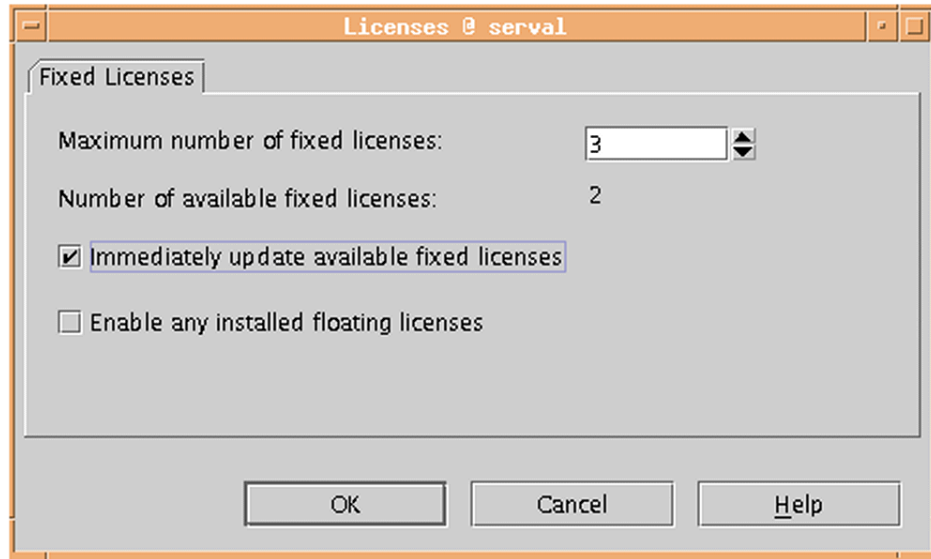 Licenses @ serval
Fixed Licenses
Maximum number of fixed licenses: 3
Number of available fixed licenses: 2
Immediately update available fixed licenses
Enable any installed floating licenses
OK Cancel Help